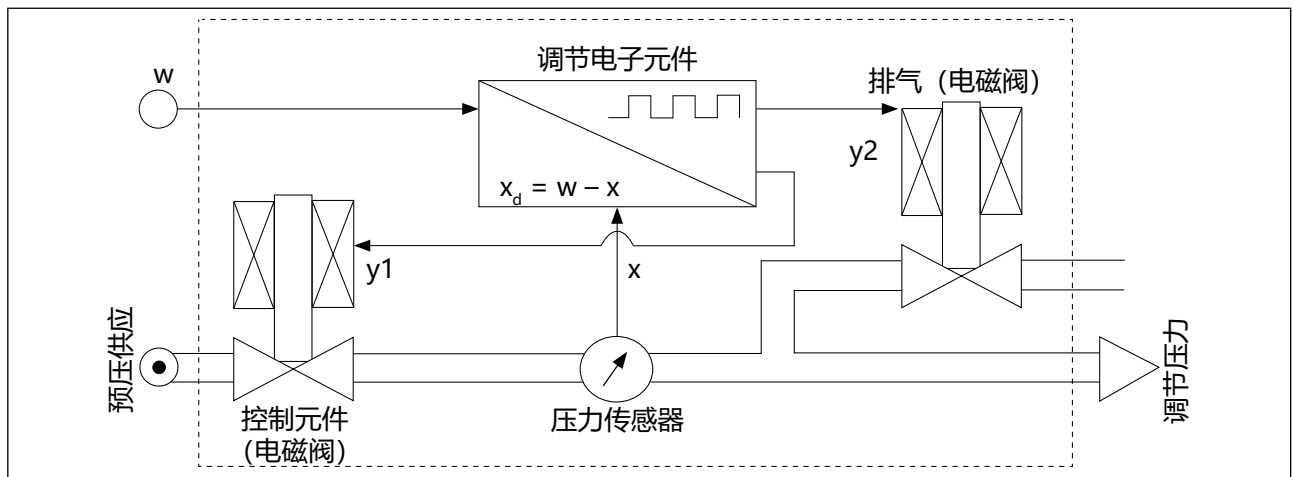 w
调节电子元件
排气（电磁阀）
y2
x_d = w – x
y1
x
预压供应
控制元件
（电磁阀）
压力传感器
调节压力